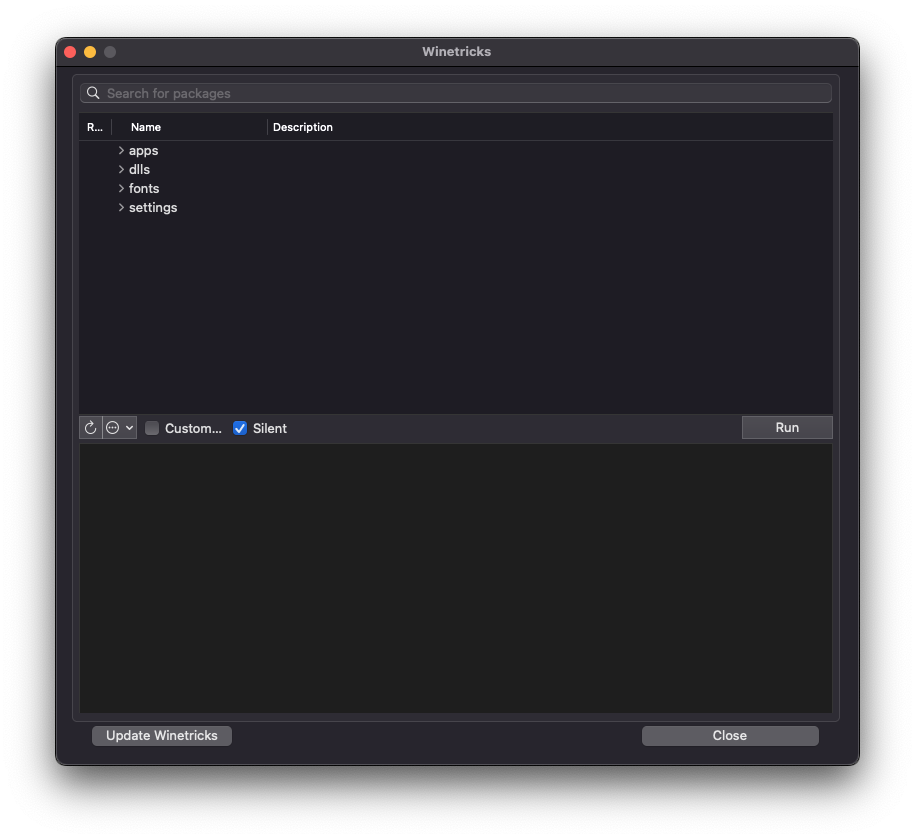 Winetricks
Search for packages
R... Name Description
apps
dlls
fonts
settings
Custom... Silent Run
Update Winetricks Close